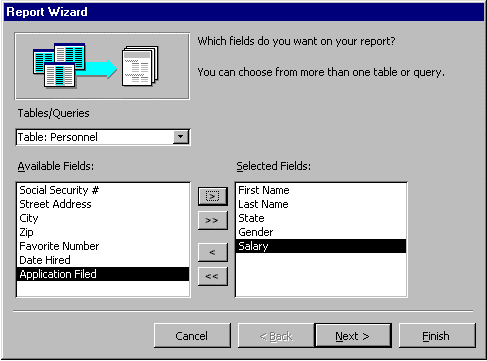 Report Wizard
Which fields do you want on your report?
You can choose from more than one table or query.
Tables/Queries
Table: Personnel
Available Fields:
Selected Fields:
Social Security #
Street Address
City
Zip
Favorite Number
Date Hired
Application Filed
>
>>
<
<<
First Name
Last Name
State
Gender
Salary
Cancel
< Back
Next >
Finish